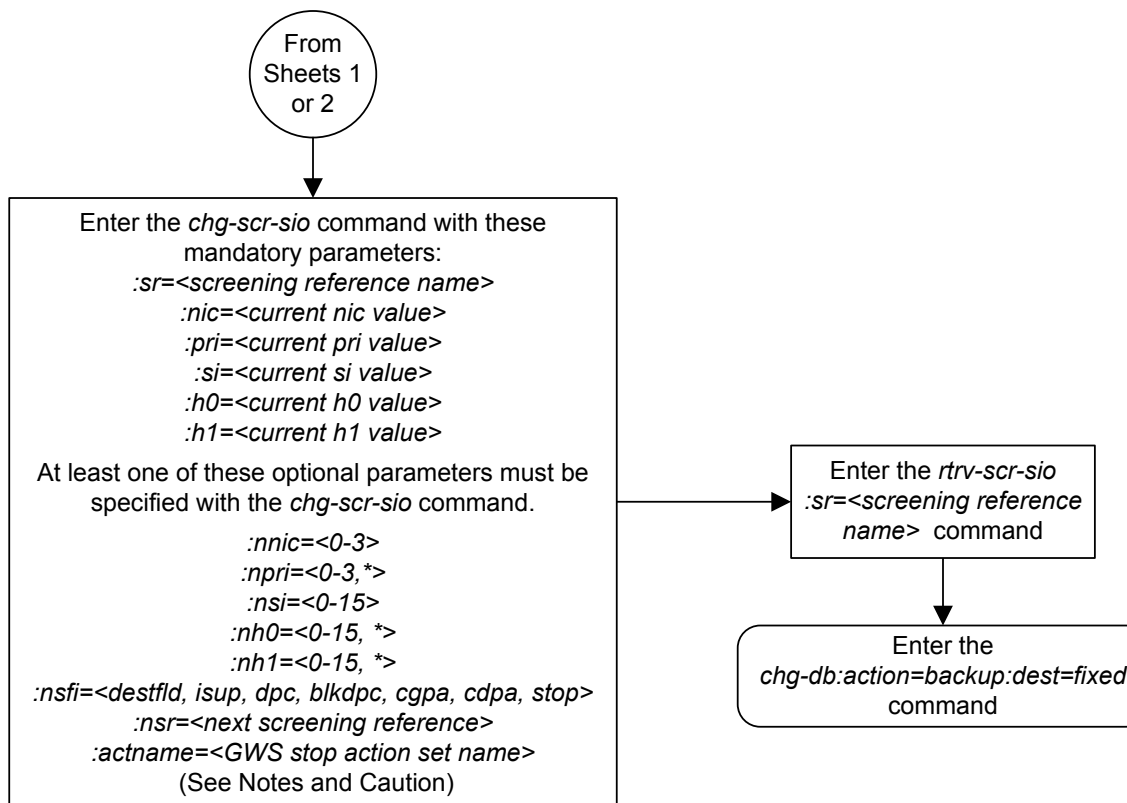 From
Sheets 1
or 2
Enter the chg-scr-sio command with these
mandatory parameters:
:sr=<screening reference name>
:nic=<current nic value>
:pri=<current pri value>
:si=<current si value>
:h0=<current h0 value>
:h1=<current h1 value>
At least one of these optional parameters must be
specified with the chg-scr-sio command.
:nnic=<0-3>
:npri=<0-3,*>
:nsi=<0-15>
:nh0=<0-15, *>
:nh1=<0-15, *>
:nsfi=<destfld, isup, dpc, blkdpc, cgpa, cdpa, stop>
:nsr=<next screening reference>
:actname=<GWS stop action set name>
(See Notes and Caution)
Enter the rtrv-scr-sio
:sr=<screening reference
name> command
Enter the
chg-db:action=backup:dest=fixed
command